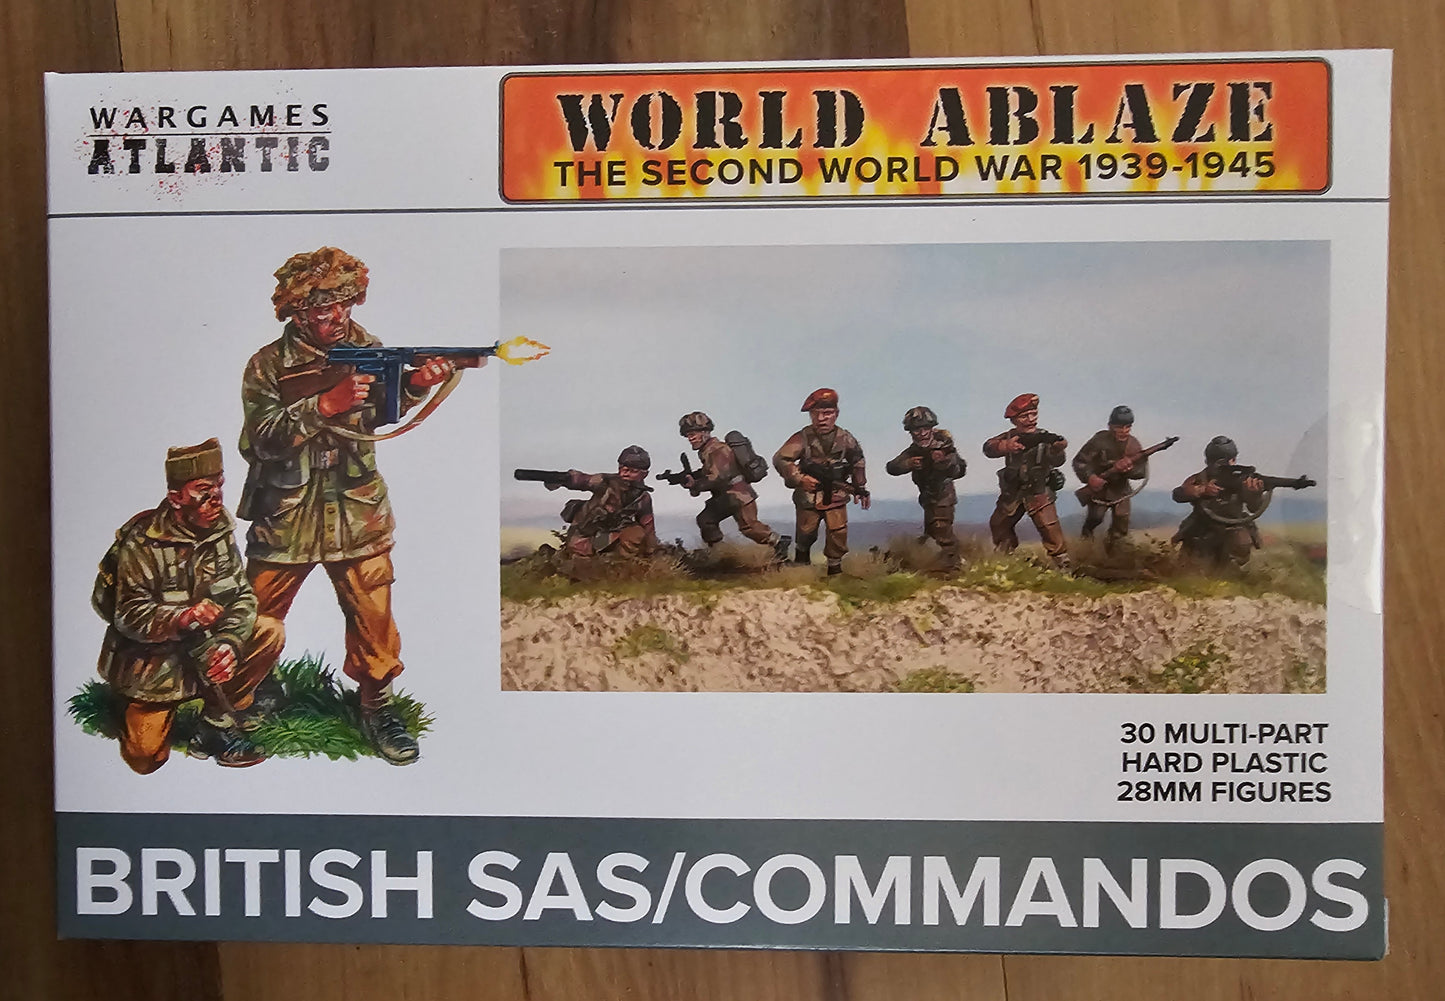 WARGAMES
ATLANTIC
WORLD ABLAZE
THE SECOND WORLD WAR 1939-1945
30 MULTI-PART
HARD PLASTIC
28MM FIGURES
BRITISH SAS/COMMANDOS